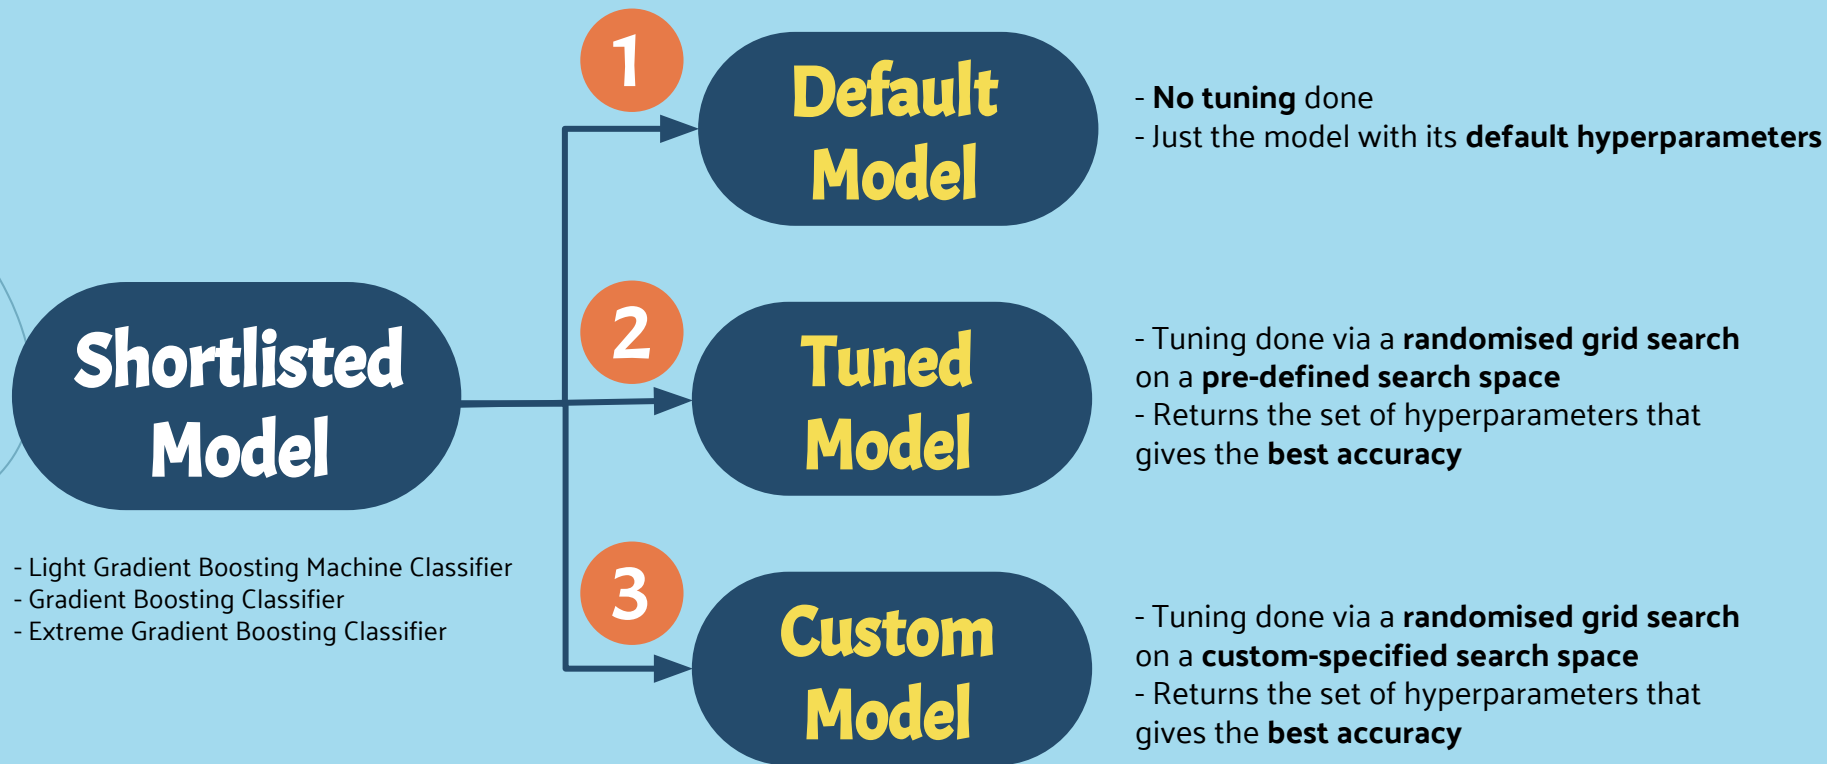 Shortlisted
Model
- Light Gradient Boosting Machine Classifier
- Gradient Boosting Classifier
- Extreme Gradient Boosting Classifier
1
Default
Model
- No tuning done
- Just the model with its default hyperparameters
2
Tuned
Model
- Tuning done via a randomised grid search
on a pre-defined search space
- Returns the set of hyperparameters that
gives the best accuracy
3
Custom
Model
- Tuning done via a randomised grid search
on a custom-specified search space
- Returns the set of hyperparameters that
gives the best accuracy